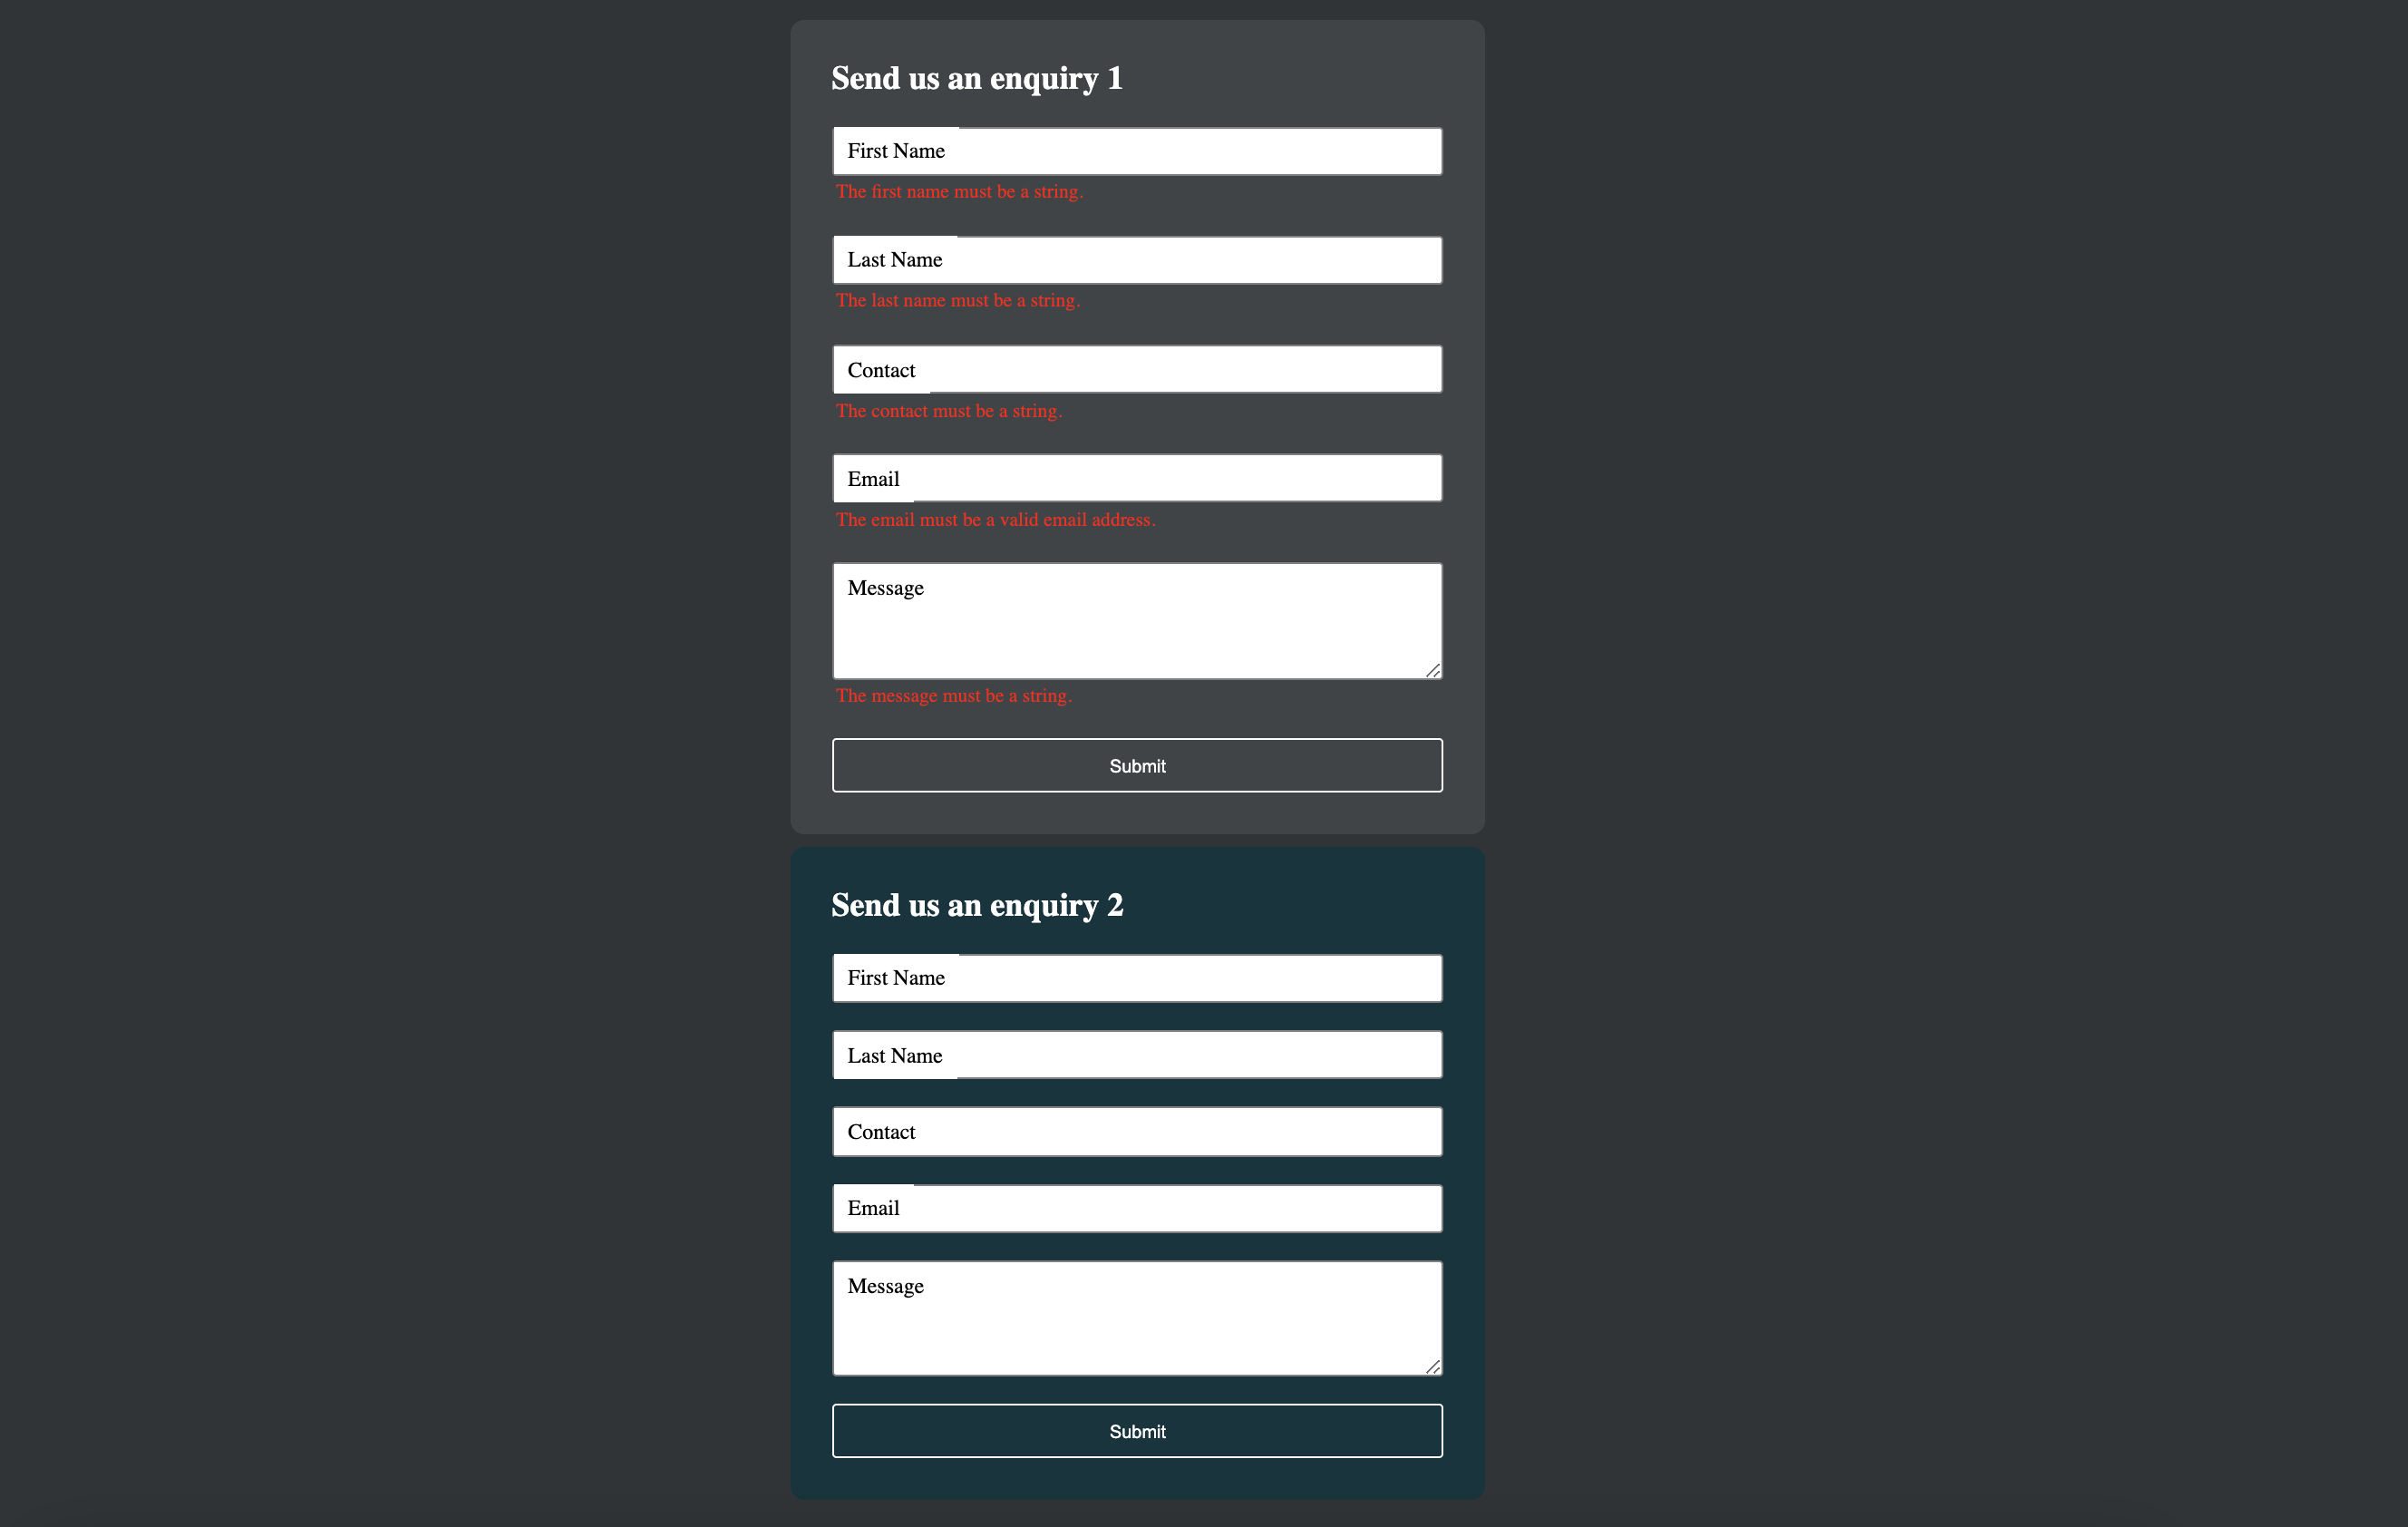 Send us an enquiry 1
First Name
The first name must be a string.
Last Name
The last name must be a string.
Contact
The contact must be a string.
Email
The email must be a valid email address.
Message
The message must be a string.
Submit
Send us an enquiry 2
First Name
Last Name
Contact
Email
Message
Submit